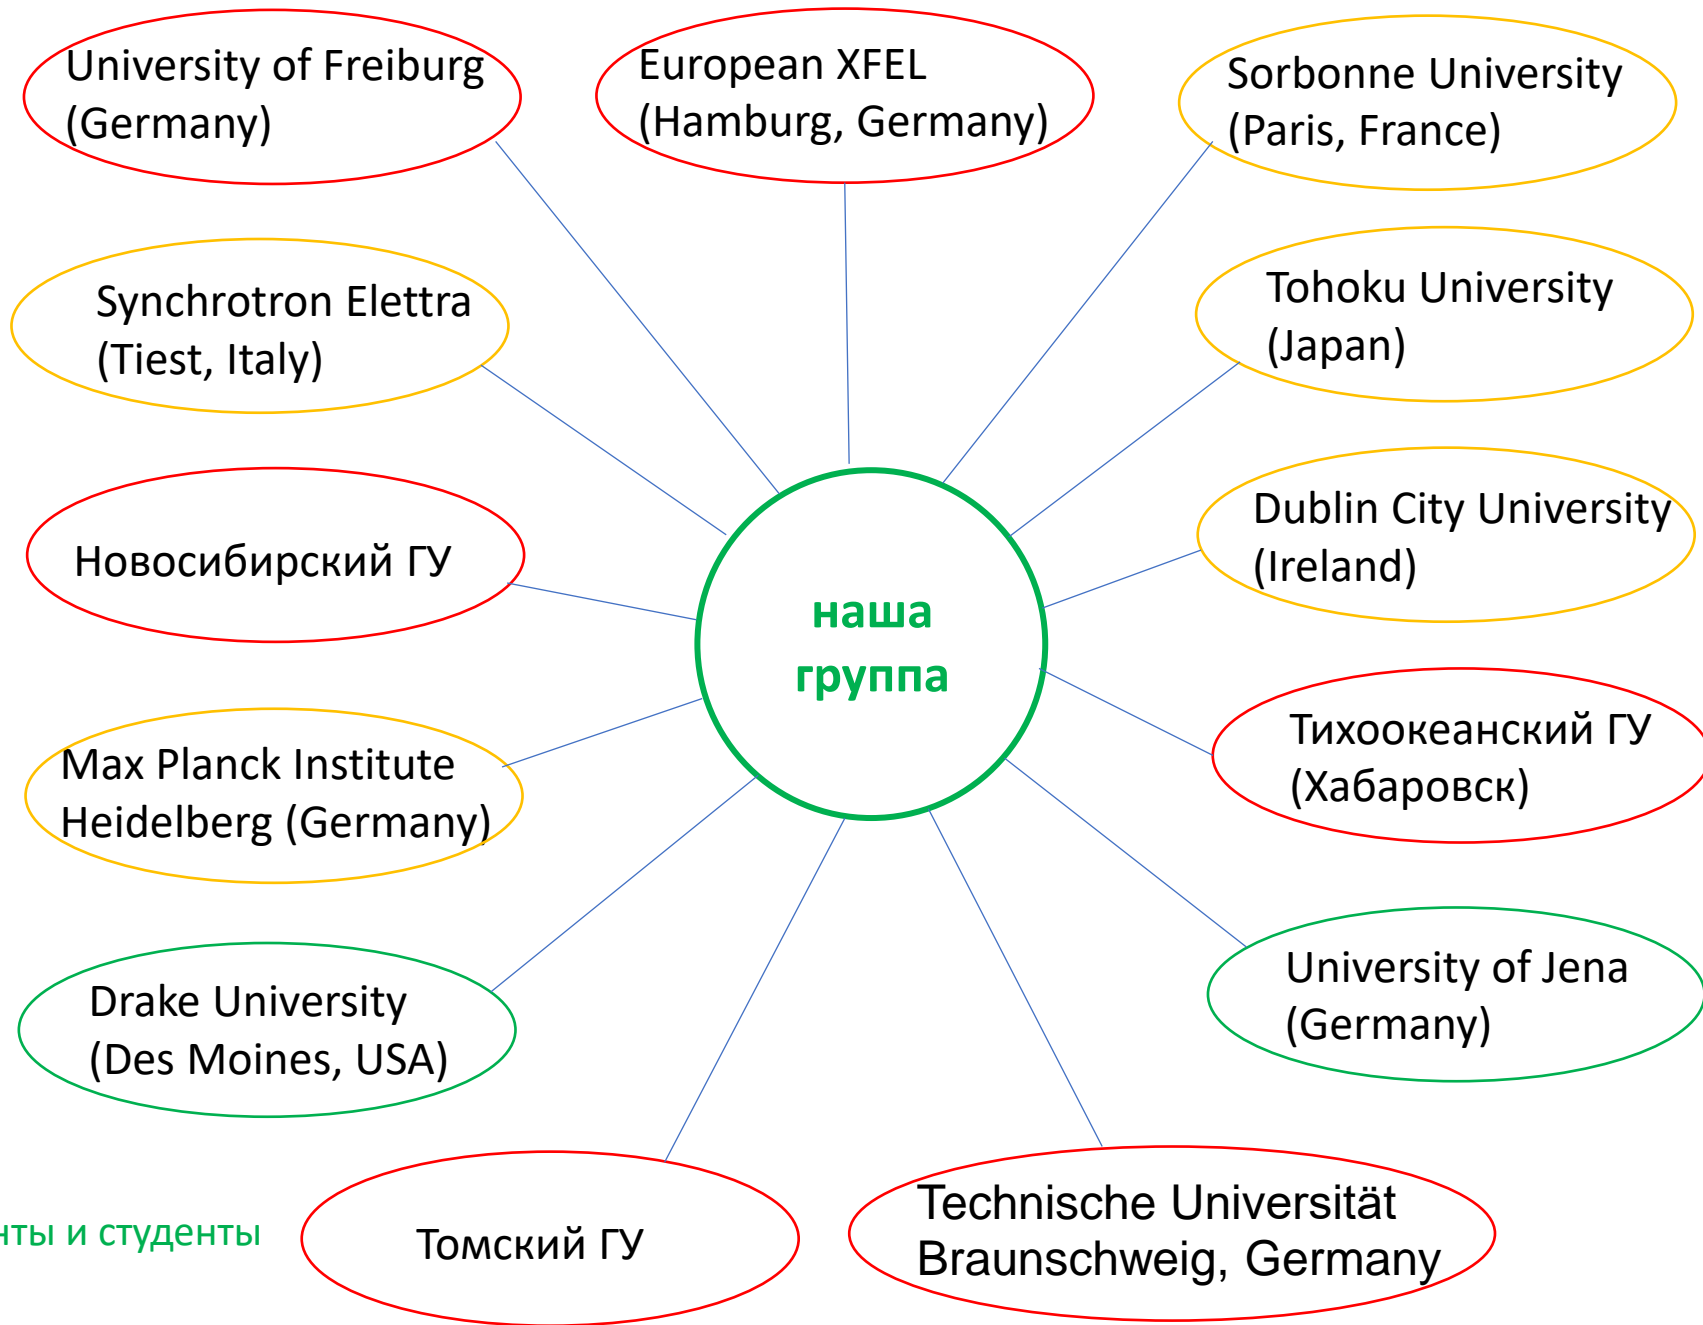 University of Freiburg
(Germany)
European XFEL
(Hamburg, Germany)
Sorbonne University
(Paris, France)
Synchrotron Elettra
(Tiest, Italy)
Tohoku University
(Japan)
Новосибирский ГУ
Dublin City University
(Ireland)
наша
группа
Max Planck Institute
Heidelberg (Germany)
Тихоокеанский ГУ
(Хабаровск)
Drake University
(Des Moines, USA)
University of Jena
(Germany)
и студенты
Томский ГУ
Technische Universität
Braunschweig, Germany